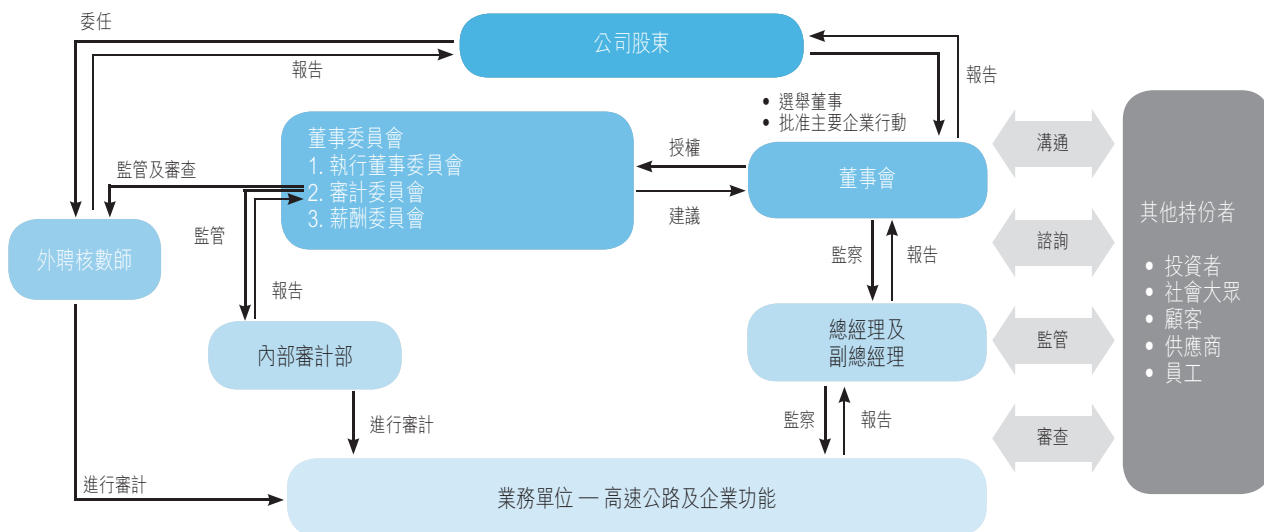 委任
公司股東
報告
報告
• 選舉董事
• 批准主要企業行動
董事委員會
1. 執行董事委員會
2. 審計委員會
3. 薪酬委員會
授權
建議
董事會
監管及審查
監管
報告
外聘核數師
監察
報告
內部審計部
總經理及
副總經理
進行審計
監察
報告
進行審計
業務單位 — 高速公路及企業功能
溝通
諮詢
監管
審查
其他持份者
• 投資者
• 社會大眾
• 顧客
• 供應商
• 員工